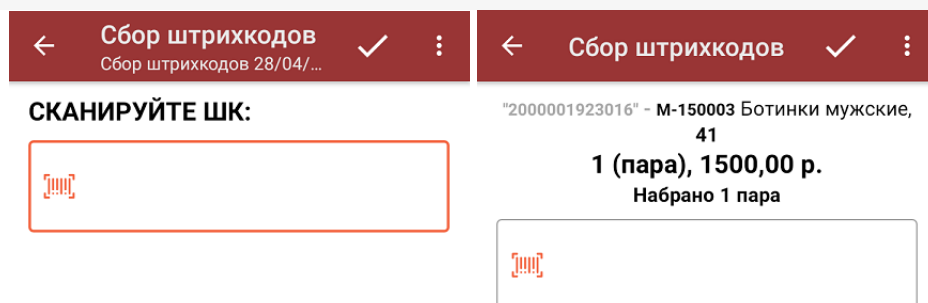 Сбор штрихкодов
Сбор штрихкодов 28/04/...
СКАНИРУЙТЕ ШК:
Сбор штрихкодов
"2000001923016" - М-150003 Ботинки мужские,
41
1 (пара), 1500,00 р.
Набрано 1 пара